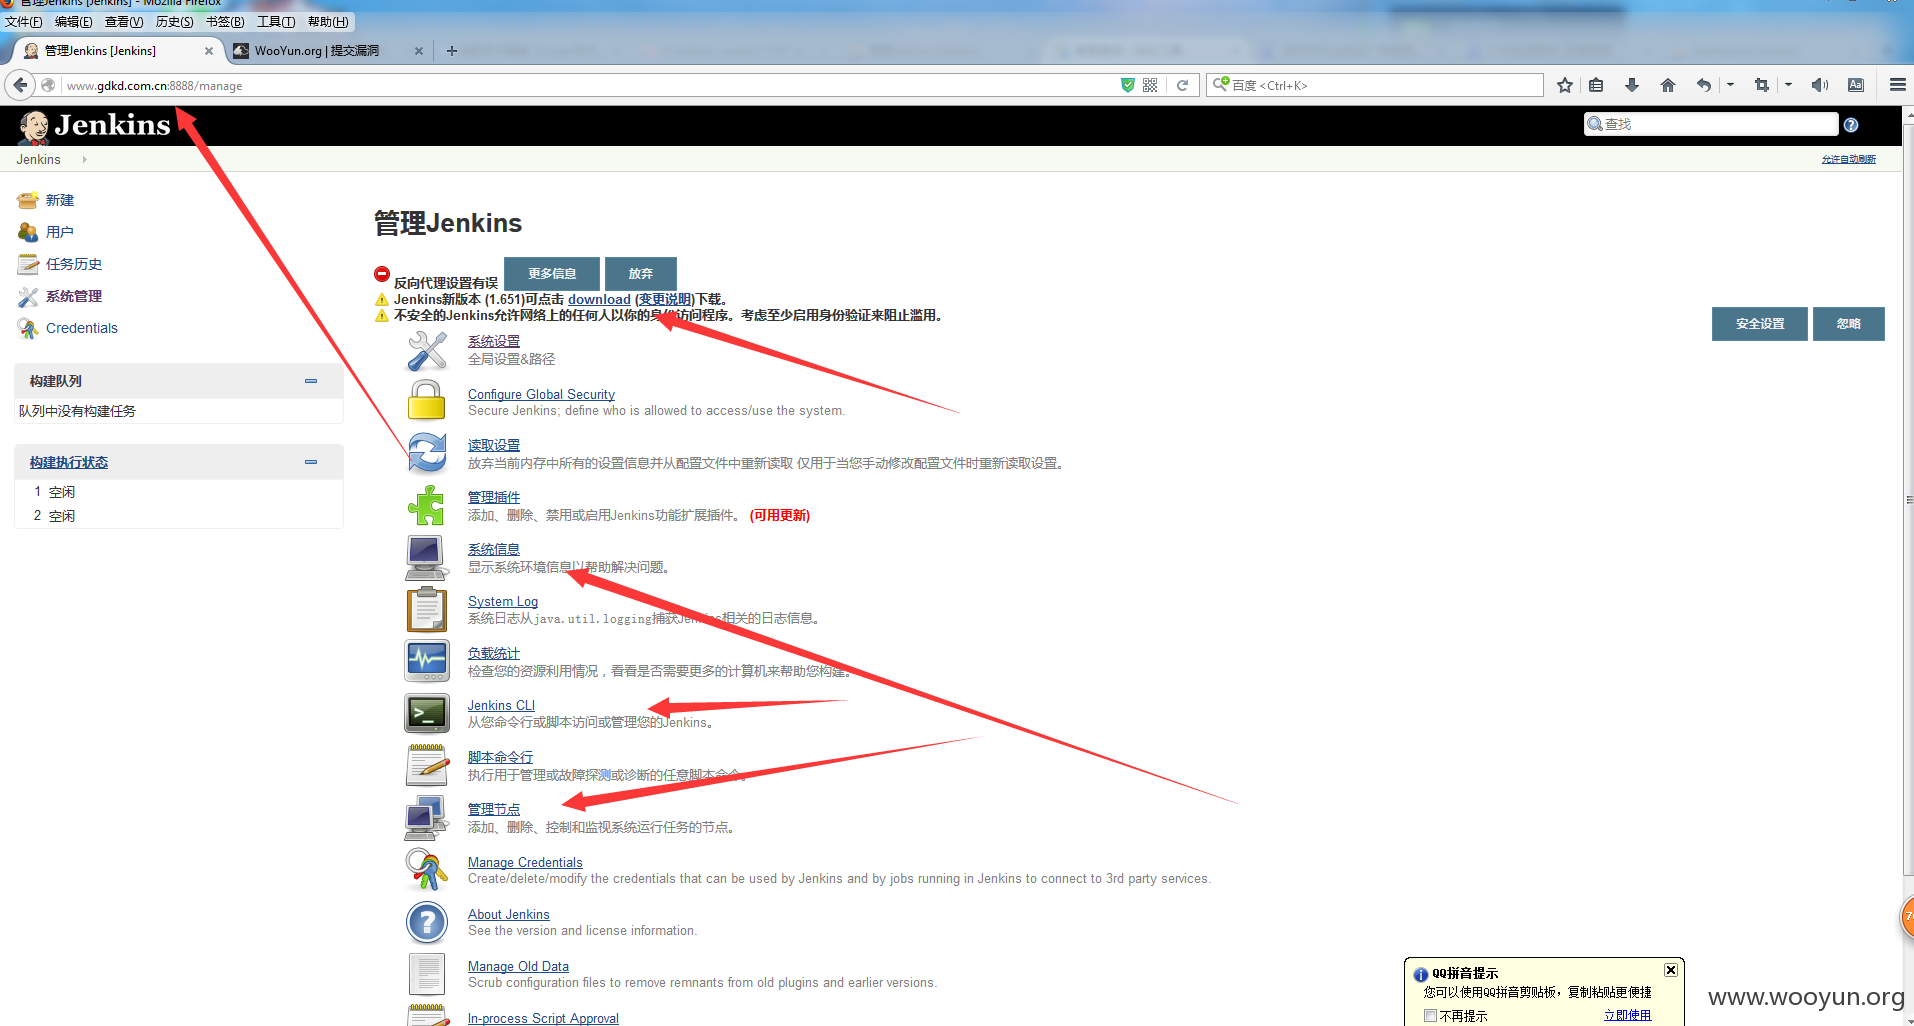 管理Jenkins [Jenkins] - Mozilla Firefox
文件(F) 编辑(E) 查看(V) 历史(S) 书签(B) 工具(T) 帮助(H)
管理Jenkins [Jenkins] WooYun.org | 提交漏洞
www.gdkd.com.cn:8888/manage
百度 <Ctrl+K>
Jenkins
查找
Jenkins
允许自动刷新
新建
用户
任务历史
系统管理
Credentials
构建队列
队列中没有构建任务
构建执行状态
1 空闲
2 空闲
管理Jenkins
反向代理设置有误 更多信息 放弃
Jenkins新版本 (1.651)可点击 download (变更说明)下载。
不安全的Jenkins允许网络上的任何人以你的身份访问程序。考虑至少启用身份验证来阻止滥用。
安全设置 忽略
系统设置
全局设置&路径
Configure Global Security
Secure Jenkins; define who is allowed to access/use the system.
读取设置
放弃当前内存中所有的设置信息并从配置文件中重新读取 仅用于当您手动修改配置文件时重新读取设置。
管理插件
添加、删除、禁用或启用Jenkins功能扩展插件。 (可用更新)
系统信息
显示系统环境信息以帮助解决问题。
System Log
系统日志从java.util.logging捕获Jenkins相关的日志信息。
负载统计
检查您的资源利用情况，看看是否需要更多的计算机来帮助您构建。
Jenkins CLI
从您命令行或脚本访问或管理您的Jenkins。
脚本命令行
执行用于管理或故障探测或诊断的任意脚本命令。
管理节点
添加、删除、控制和监视系统运行任务的节点。
Manage Credentials
Create/delete/modify the credentials that can be used by Jenkins and by jobs running in Jenkins to connect to 3rd party services.
About Jenkins
See the version and license information.
Manage Old Data
Scrub configuration files to remove remnants from old plugins and earlier versions.
In-process Script Approval
QQ拼音提示
您可以使用QQ拼音剪贴板，复制粘贴更便捷
不再提示 立即使用
www.wooyun.org